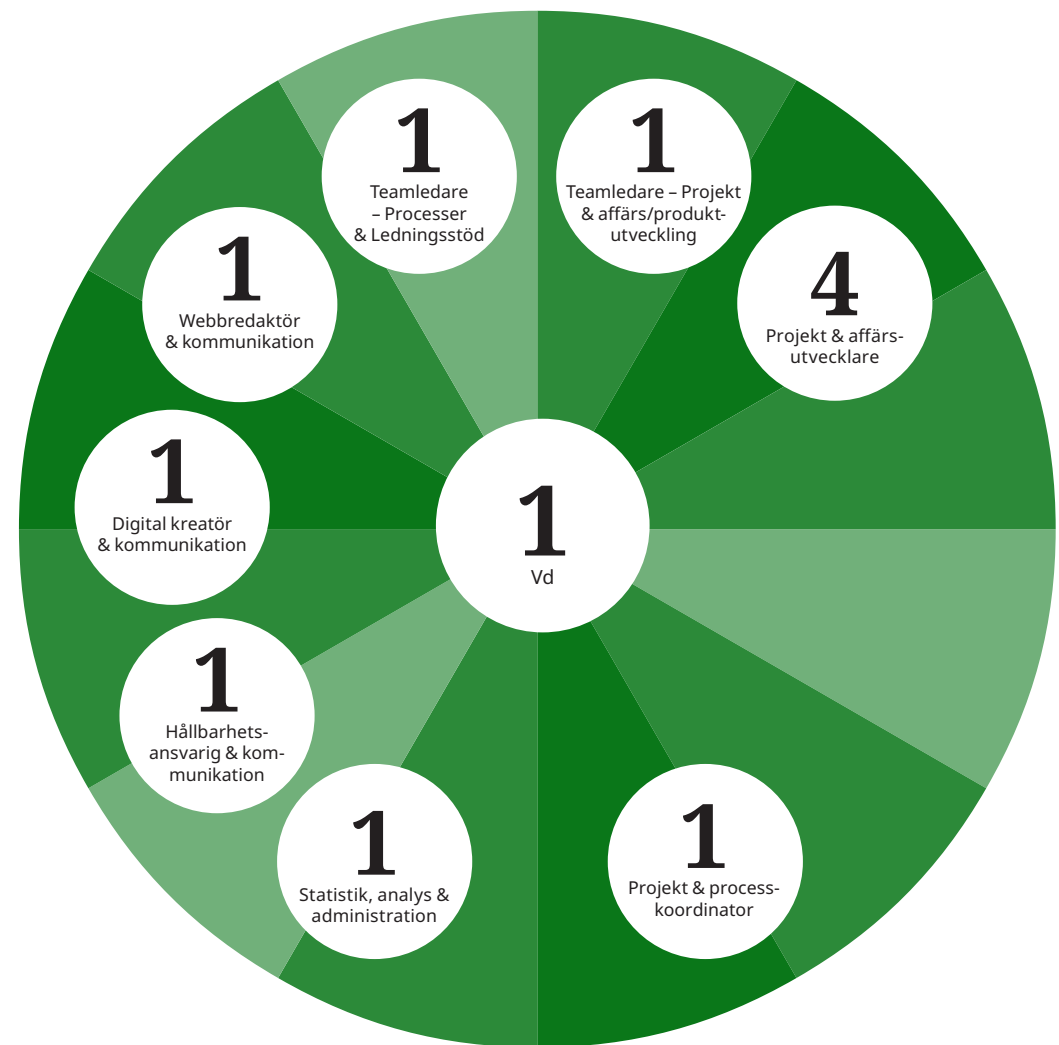 1
Teamledare
– Processer
& Ledningsstöd
1
Teamledare – Projekt
& affärs/produkt-
utveckling
1
Webbredaktör
& kommunikation
4
Projekt & affärs-
utvecklare
1
Digital kreatör
& kommunikation
1
Vd
1
Hållbarhets-
ansvarig & kom-
munikation
1
Statistik, analys &
administration
1
Projekt & process-
koordinator